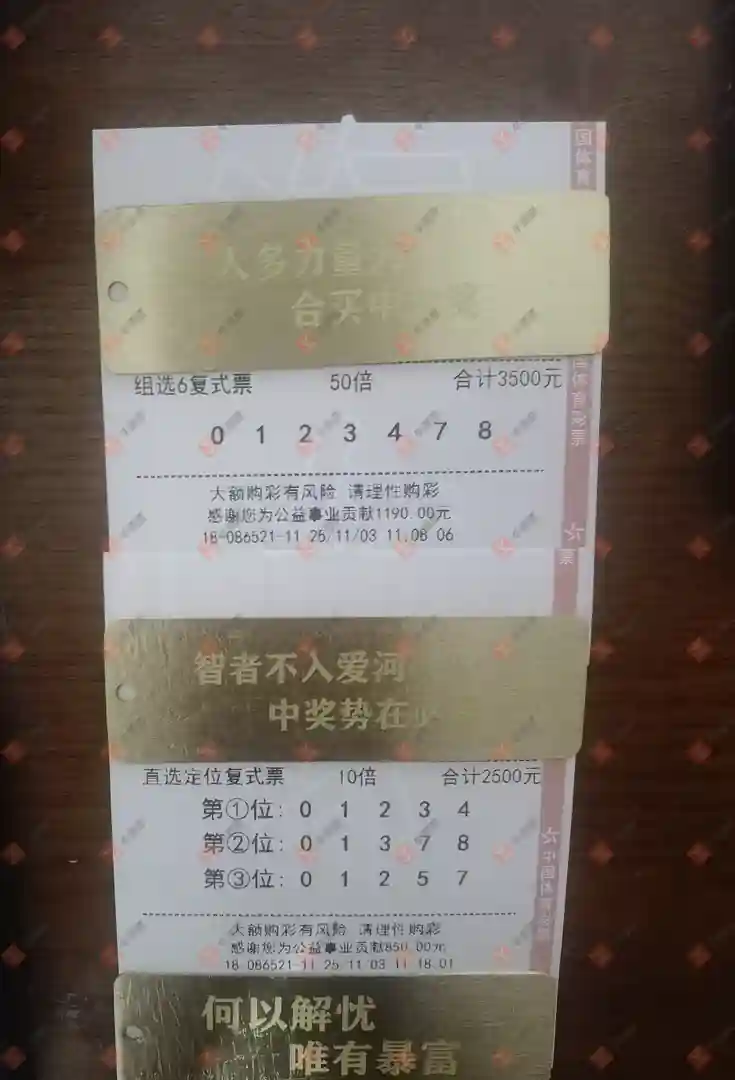 国体育
人多力量
合买中
组选6复式票 50倍 合计3500元
0 1 2 3 4 7 8
大额购彩有风险 请理性购彩
感谢您为公益事业贡献1190.00元
18-086521-11 25/11/03 11:08 06
票
智者不入爱河
中奖势在
直选定位复式票 10倍 合计2500元
第①位: 0 1 2 3 4
第②位: 0 1 3 7 8
第③位: 0 1 2 5 7
大额购彩有风险 请理性购彩
感谢您为公益事业贡献850.00元
18 086521 11 25 11 03 11 18 01
何以解忧
唯有暴富